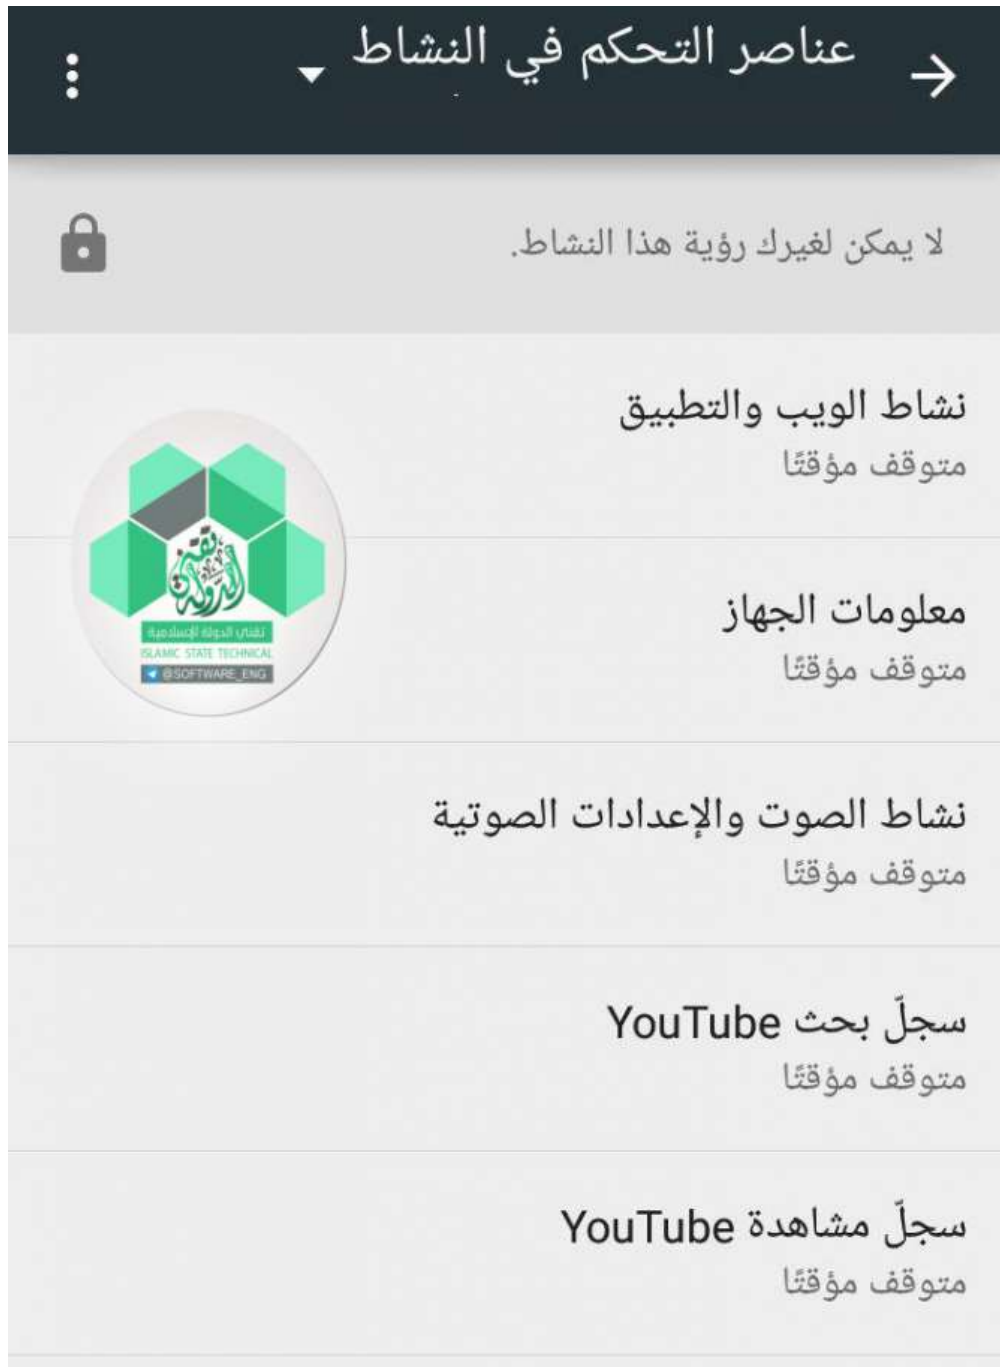 عناصر التحكم في النشاط
لا يمكن لغيرك رؤية هذا النشاط.
نشاط الويب والتطبيق
متوقف مؤقتًا
معلومات الجهاز
متوقف مؤقتًا
تقني الدولة
تقني الدولة الإسلامية
ISLAMIC STATE TECHNICAL
@SOFTWARE_ENG
نشاط الصوت والإعدادات الصوتية
متوقف مؤقتًا
سجلّ بحث YouTube
متوقف مؤقتًا
سجلّ مشاهدة YouTube
متوقف مؤقتًا